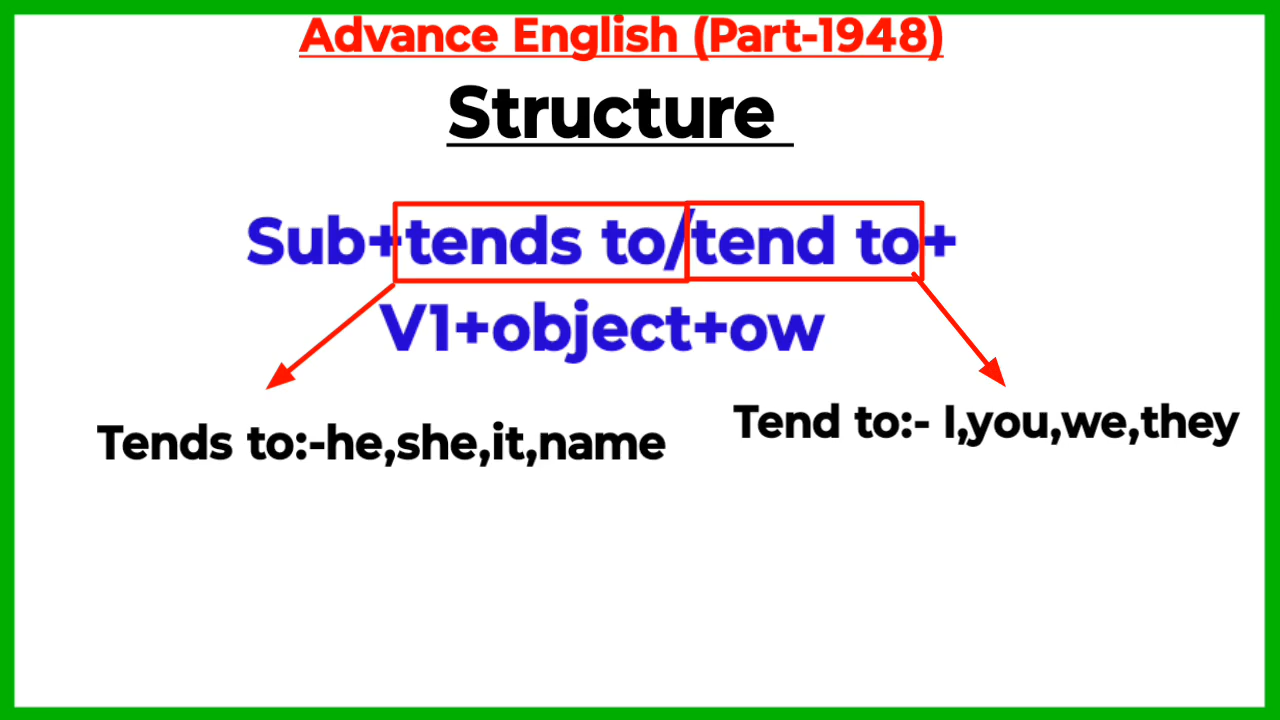 Advance English (Part-1948)
Structure
Sub+tends to/tend to+
V1+object+ow
Tends to:-he,she,it,name
Tend to:- I,you,we,they